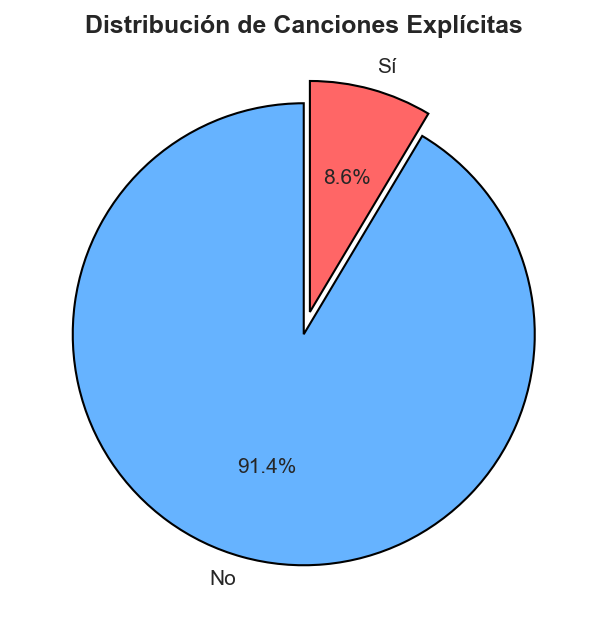 Distribución de Canciones Explícitas
Sí
8.6%
91.4%
No